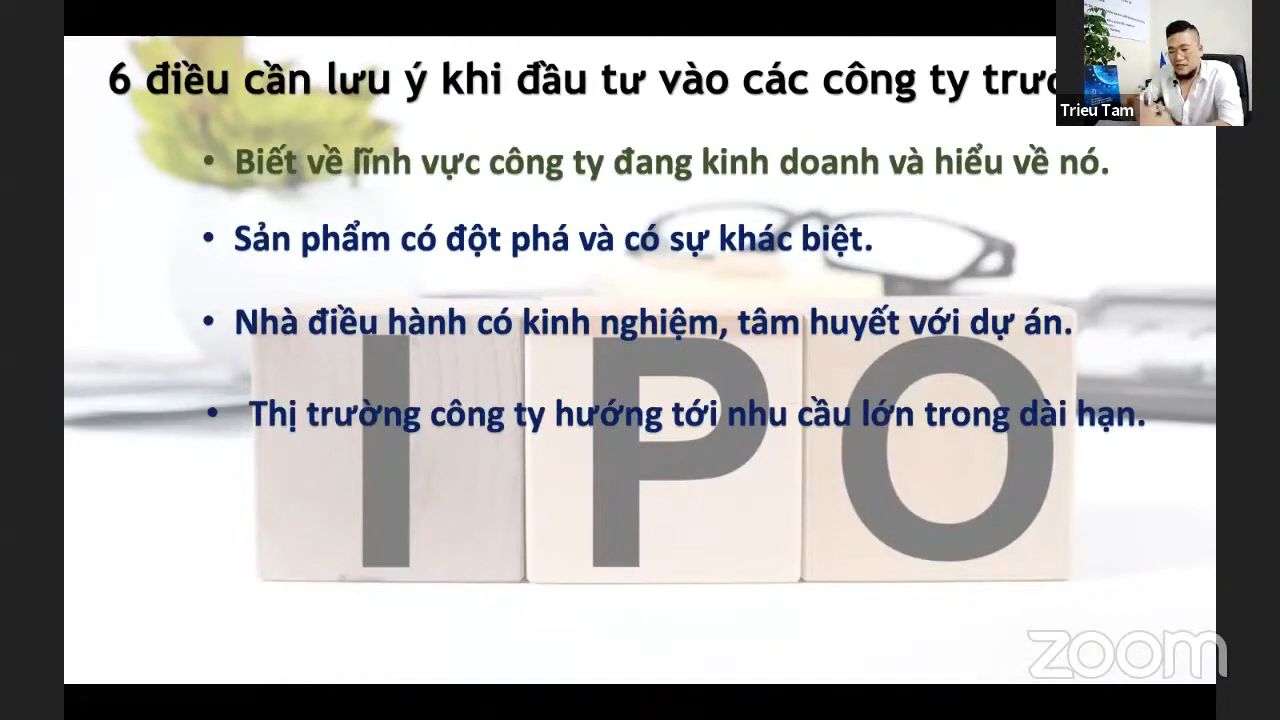 6 điều cần lưu ý khi đầu tư vào các công ty
Trieu Tam
• Biết về lĩnh vực công ty đang kinh doanh và hiểu về nó.
• Sản phẩm có đột phá và có sự khác biệt.
• Nhà điều hành có kinh nghiệm, tâm huyết với dự án.
• Thị trường công ty hướng tới nhu cầu lớn trong dài hạn.
I P O
zoom